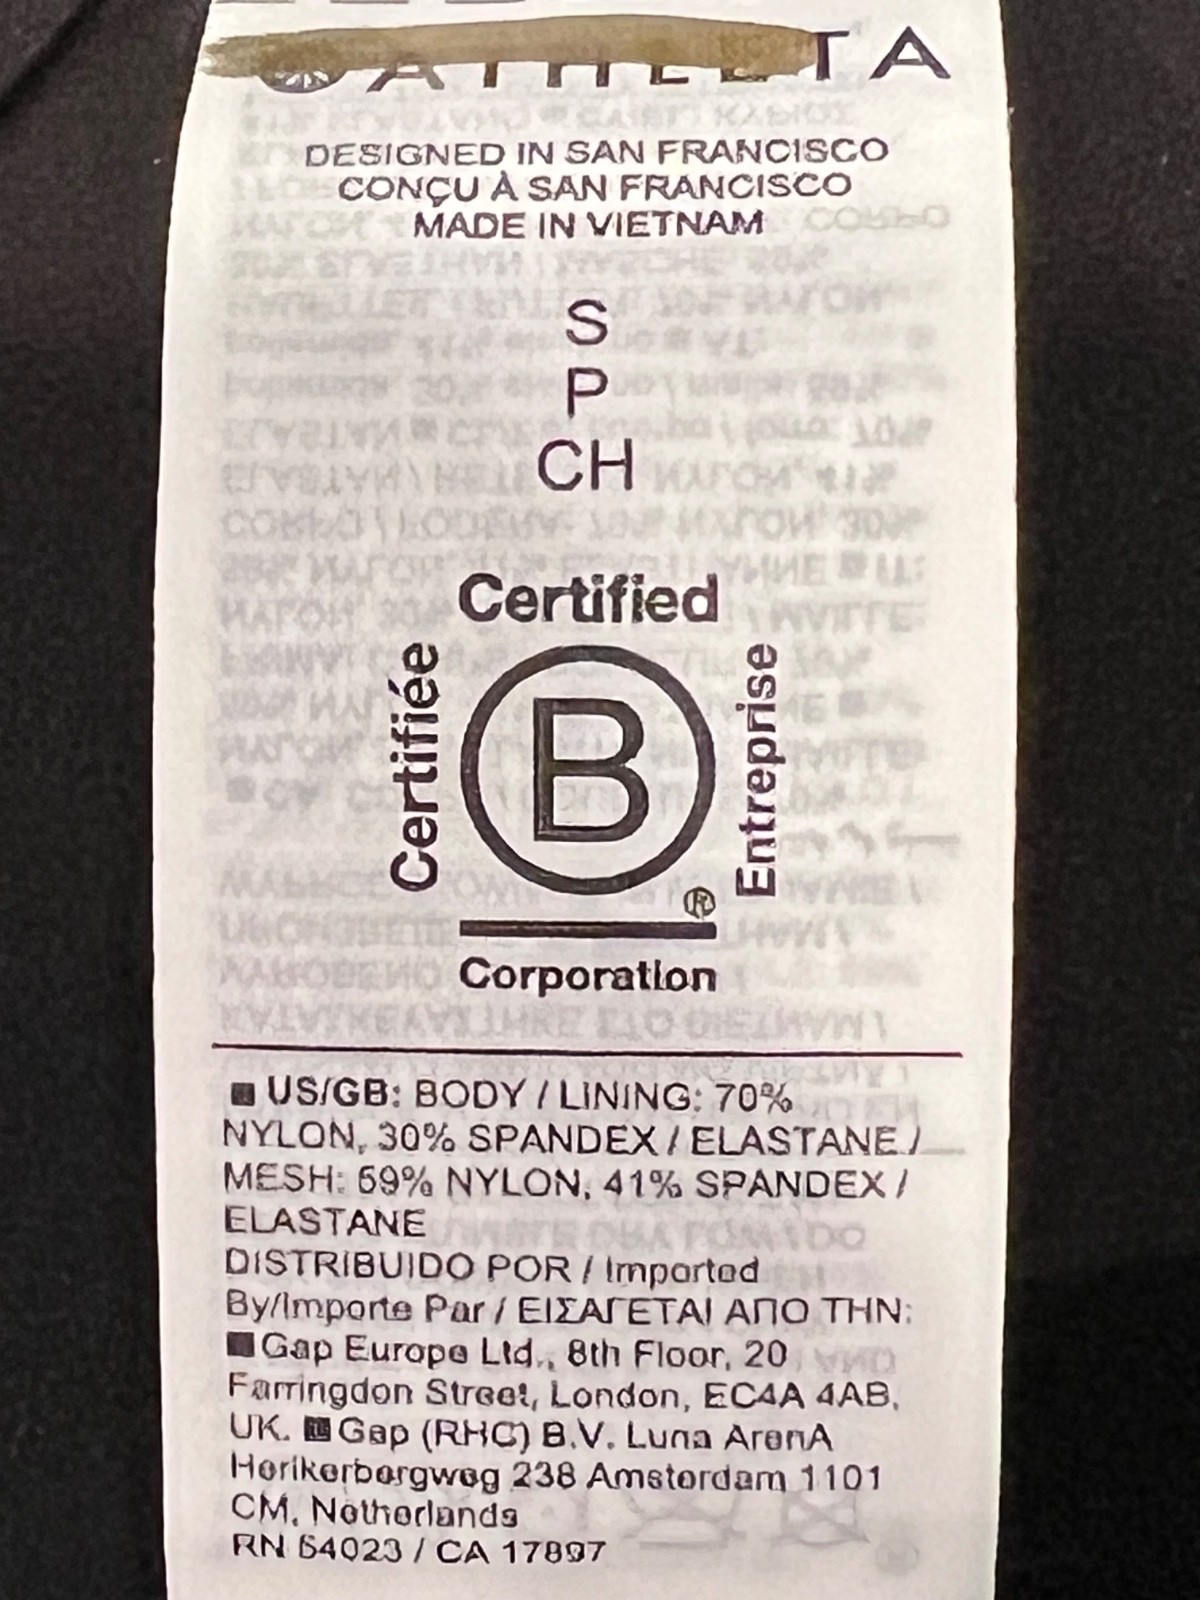 ATHLETA
DESIGNED IN SAN FRANCISCO
CONÇU À SAN FRANCISCO
MADE IN VIETNAM
S
P
CH
Certified
Certifiée
B
®
Entreprise
Corporation
US/GB: BODY / LINING: 70%
NYLON, 30% SPANDEX / ELASTANE /
MESH: 59% NYLON, 41% SPANDEX /
ELASTANE
DISTRIBUIDO POR / Imported
By/Importe Par / ΕΙΣΑΓΕΤΑΙ ΑΠΟ ΤΗΝ:
Gap Europe Ltd., 8th Floor, 20
Farringdon Street, London, EC4A 4AB,
UK. Gap (RHC) B.V. Luna ArenA
Herikerbergweg 238 Amsterdam 1101
CM, Netherlands
RN 54023 / CA 17897